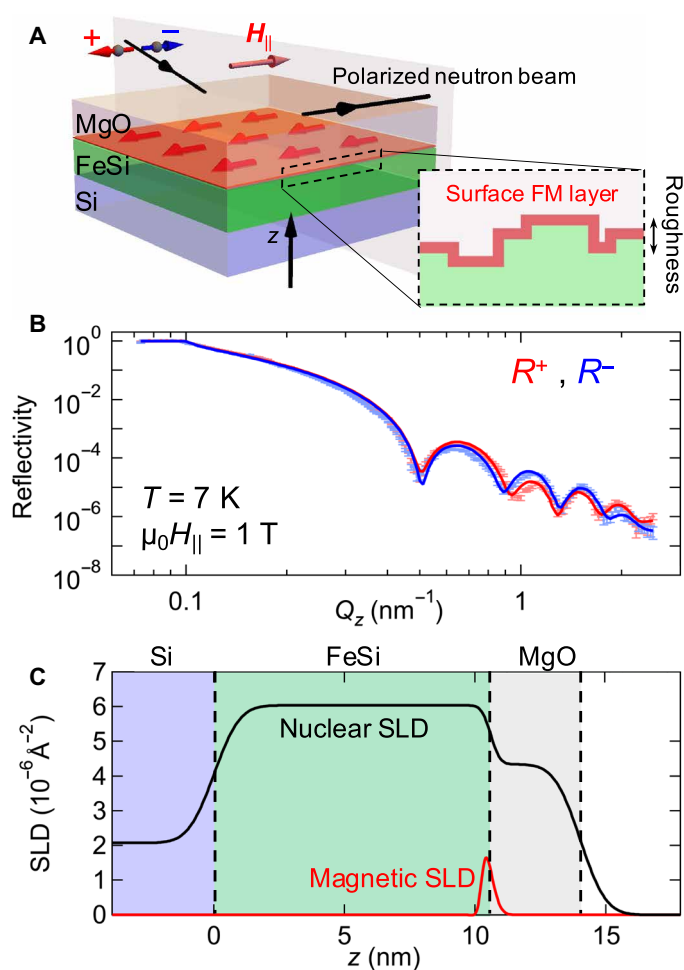 A
+ −
H||
Polarized neutron beam
MgO
FeSi
Si
z
Surface FM layer
Roughness
B
10⁰
10⁻²
10⁻⁴
10⁻⁶
10⁻⁸
Reflectivity
R⁺ , R⁻
T = 7 K
μ₀H|| = 1 T
0.1 1
Qz (nm⁻¹)
Si FeSi MgO
C
7
6
5
4
3
2
1
0
SLD (10⁻⁶ Å⁻²)
Nuclear SLD
Magnetic SLD
0 5 10 15
z (nm)